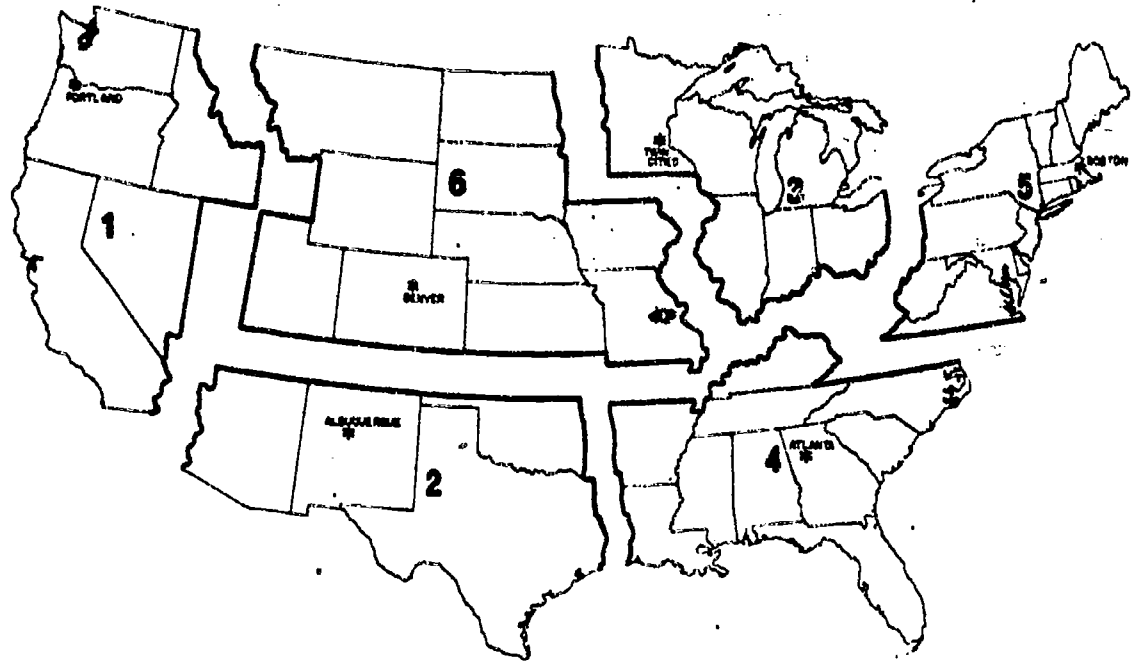 PORTLAND
1
6
DENVER
TWIN
CITIES
3
5
BOSTON
ALBUQUERQUE
2
4
ATLANTA